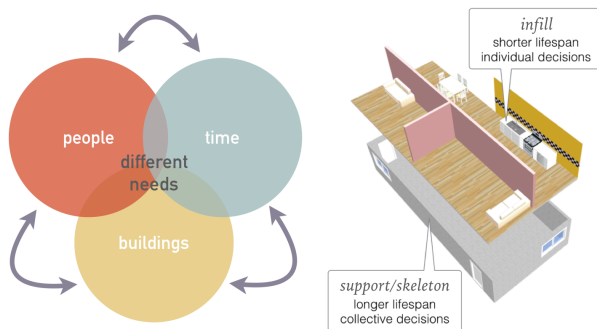 people
time
different
needs
buildings
infill
shorter lifespan
individual decisions
support/skeleton
longer lifespan
collective decisions